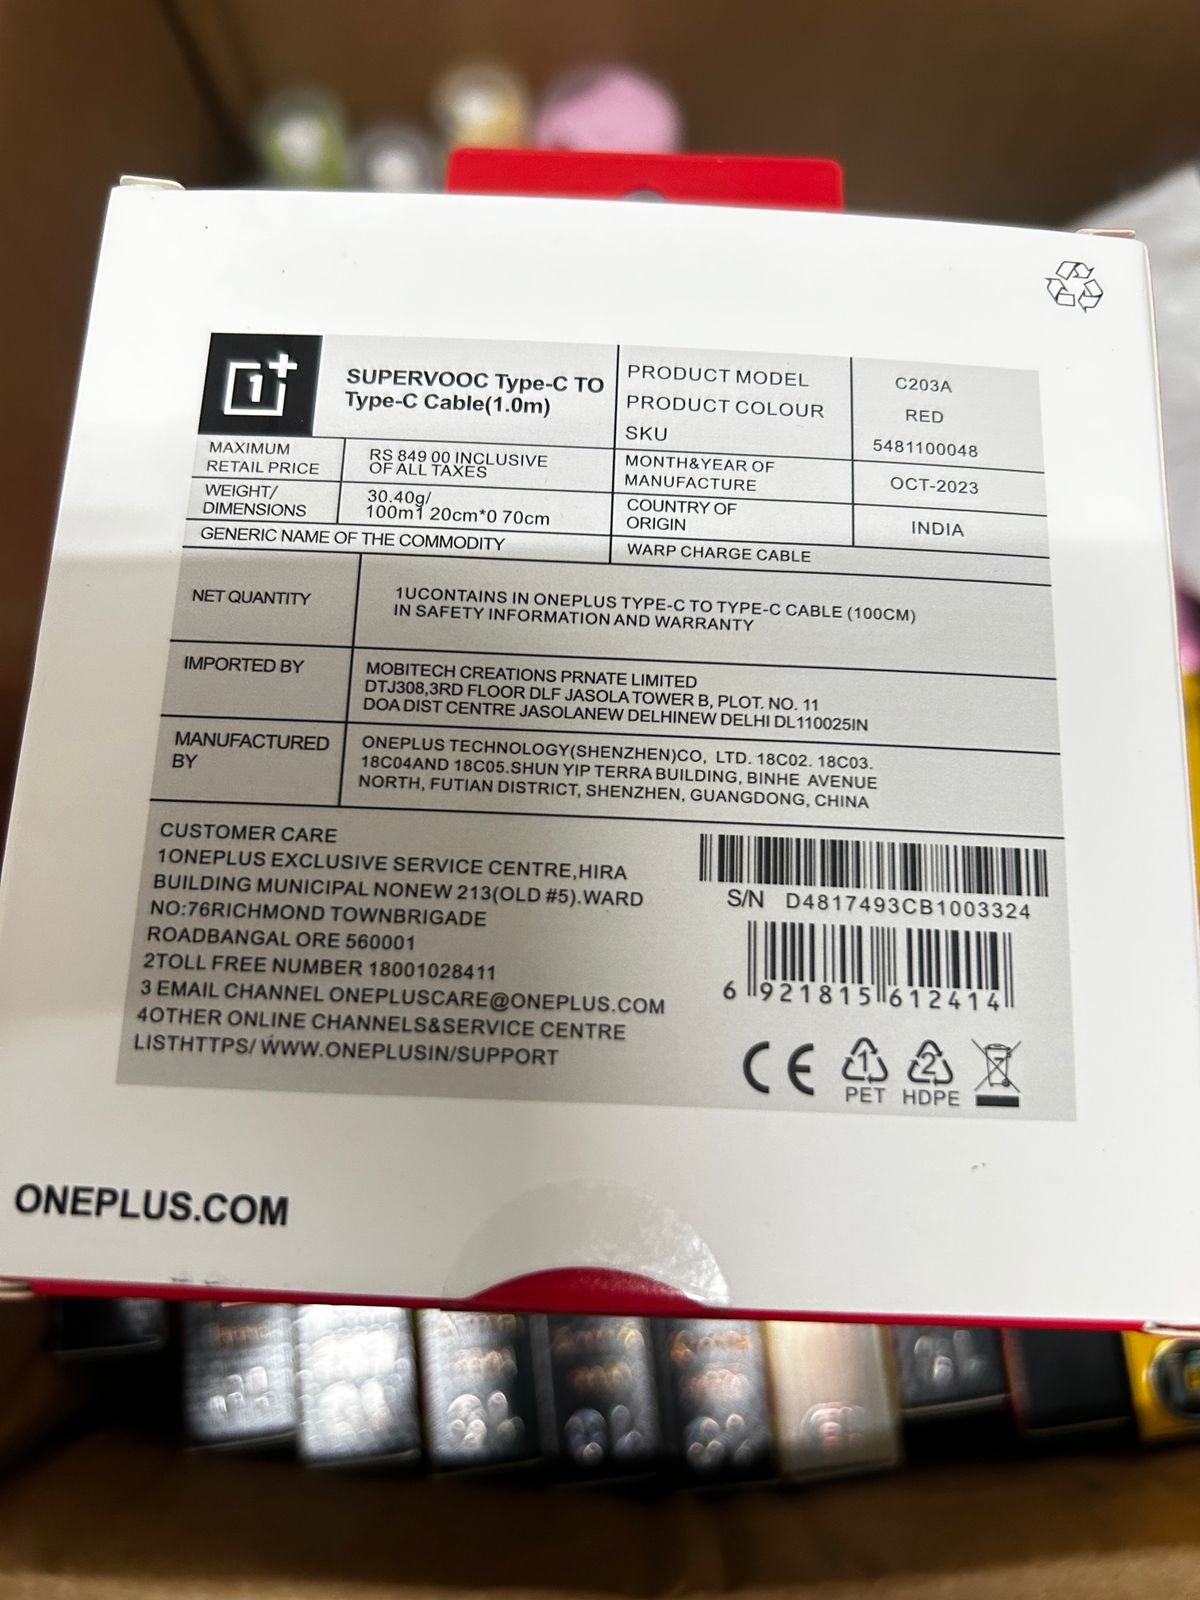 1+
SUPERVOOC Type-C TO
Type-C Cable(1.0m)
PRODUCT MODEL C203A
PRODUCT COLOUR RED
SKU 5481100048
MAXIMUM
RETAIL PRICE
RS 849 00 INCLUSIVE
OF ALL TAXES
MONTH&YEAR OF
MANUFACTURE
OCT-2023
WEIGHT/
DIMENSIONS
30.40g/
100m1 20cm*0 70cm
COUNTRY OF
ORIGIN
INDIA
GENERIC NAME OF THE COMMODITY
WARP CHARGE CABLE
NET QUANTITY
1UCONTAINS IN ONEPLUS TYPE-C TO TYPE-C CABLE (100CM)
IN SAFETY INFORMATION AND WARRANTY
IMPORTED BY
MOBITECH CREATIONS PRNATE LIMITED
DTJ308,3RD FLOOR DLF JASOLA TOWER B, PLOT. NO. 11
DOA DIST CENTRE JASOLANEW DELHINEW DELHI DL110025IN
MANUFACTURED
BY
ONEPLUS TECHNOLOGY(SHENZHEN)CO, LTD. 18C02. 18C03.
18C04AND 18C05.SHUN YIP TERRA BUILDING, BINHE AVENUE
NORTH, FUTIAN DISTRICT, SHENZHEN, GUANGDONG, CHINA
CUSTOMER CARE
1ONEPLUS EXCLUSIVE SERVICE CENTRE,HIRA
BUILDING MUNICIPAL NONEW 213(OLD #5).WARD
NO:76RICHMOND TOWNBRIGADE
ROADBANGAL ORE 560001
2TOLL FREE NUMBER 18001028411
3 EMAIL CHANNEL ONEPLUSCARE@ONEPLUS.COM
4OTHER ONLINE CHANNELS&SERVICE CENTRE
LISTHTTPS/ WWW.ONEPLUSIN/SUPPORT
S/N D4817493CB1003324
6 921815 612414
CE
1
PET
2
HDPE
ONEPLUS.COM